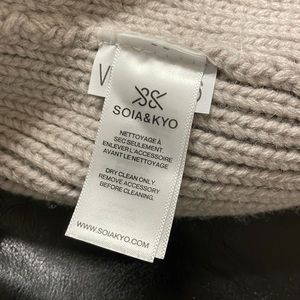 SOIA&KYO
NETTOYAGE À
SEC SEULEMENT
ENLEVER L'ACCESSOIRE
AVANT LE NETTOYAGE
DRY CLEAN ONLY.
REMOVE ACCESSORY
BEFORE CLEANING.
WWW.SOIAKYO.COM